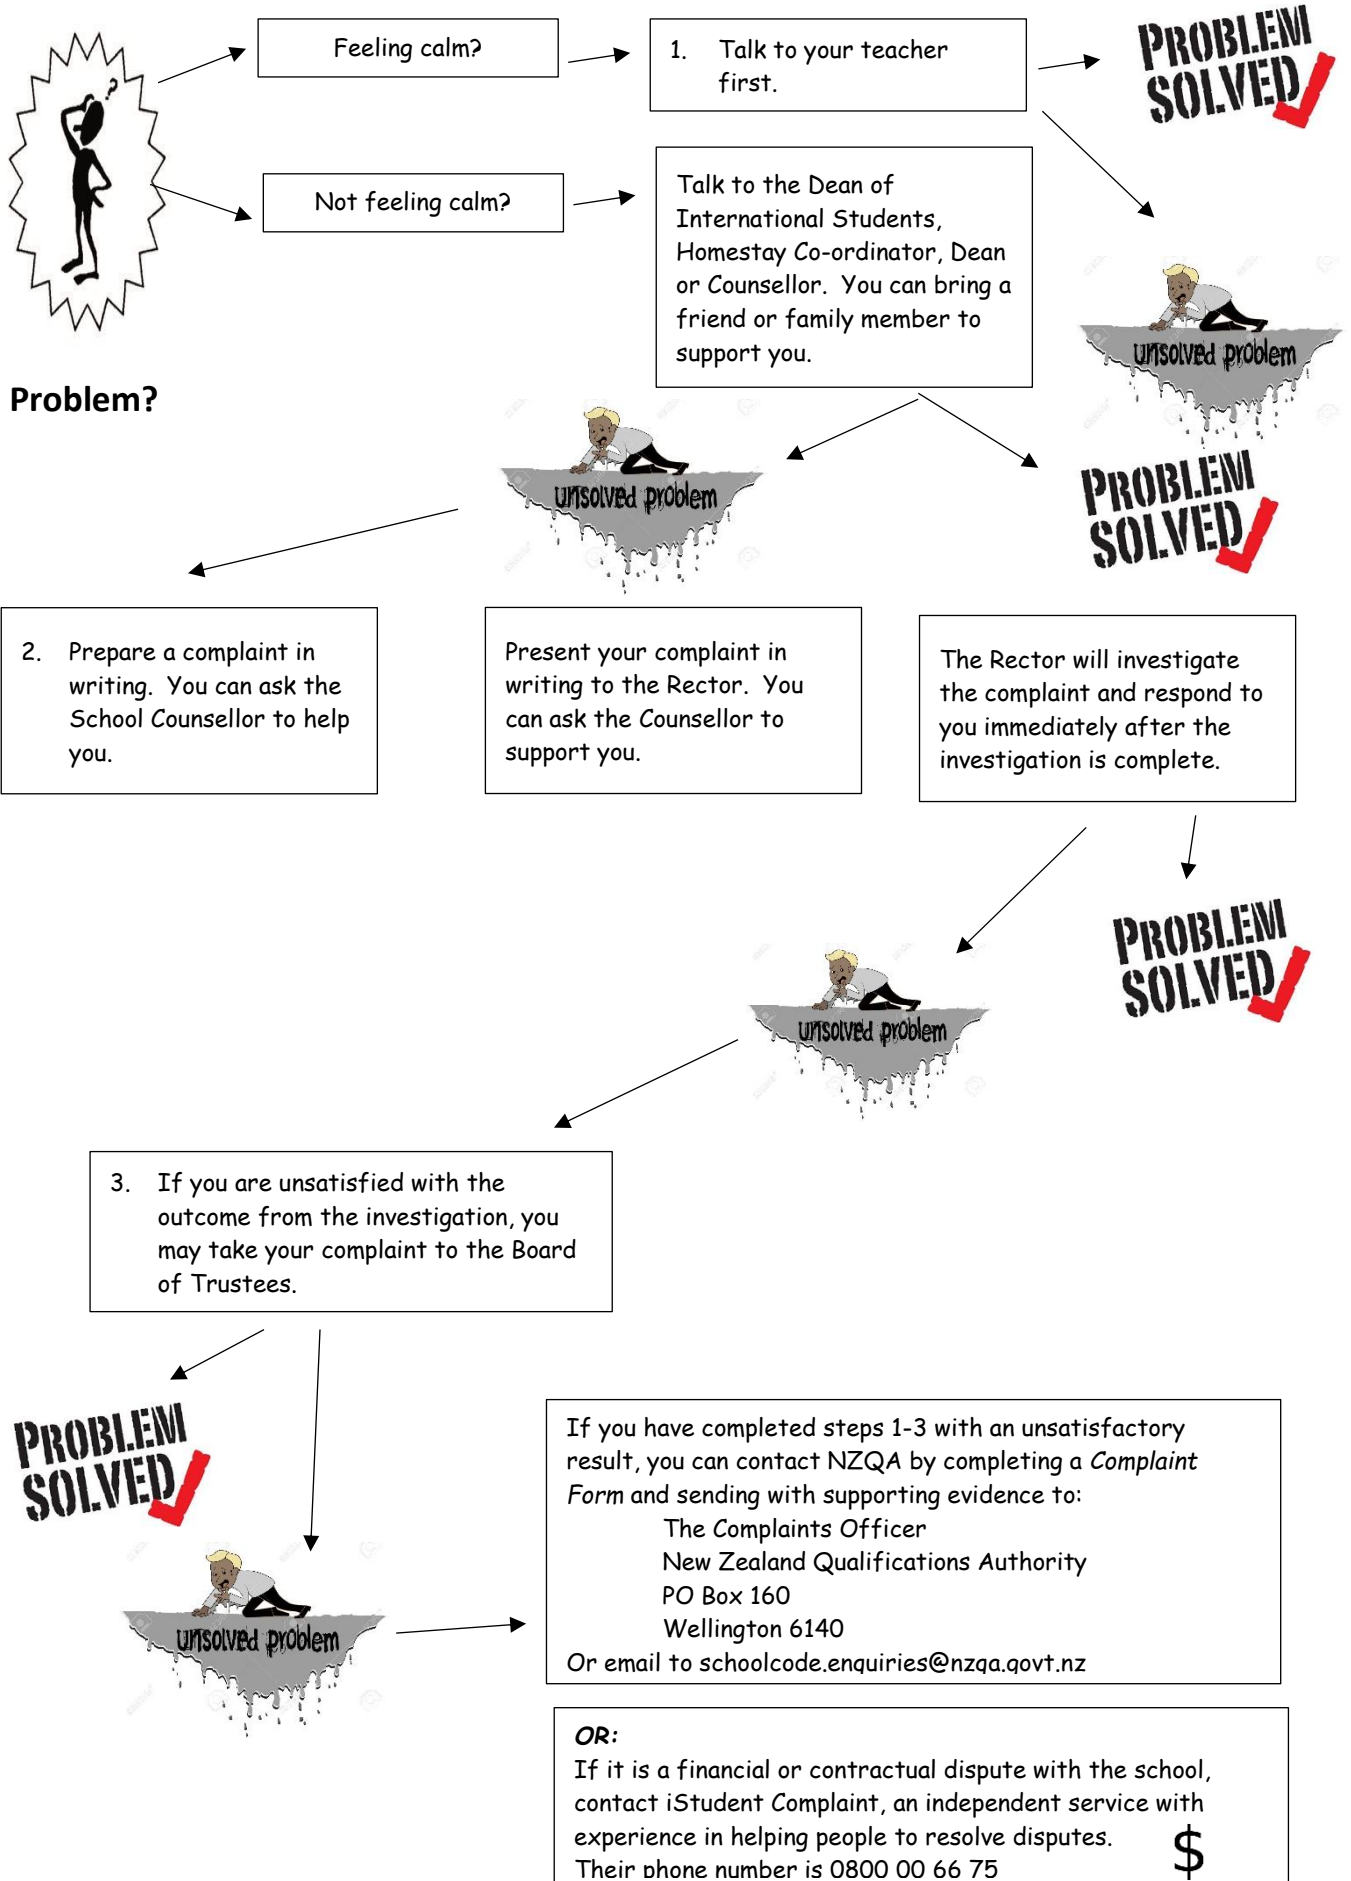 Feeling calm?
1. Talk to your teacher
first.
PROBLEM
SOLVED
?
Not feeling calm?
Talk to the Dean of
International Students,
Homestay Co-ordinator, Dean
or Counsellor. You can bring a
friend or family member to
support you.
unsolved problem
Problem?
unsolved problem
PROBLEM
SOLVED
2. Prepare a complaint in
writing. You can ask the
School Counsellor to help
you.
Present your complaint in
writing to the Rector. You
can ask the Counsellor to
support you.
The Rector will investigate
the complaint and respond to
you immediately after the
investigation is complete.
PROBLEM
SOLVED
unsolved problem
3. If you are unsatisfied with the
outcome from the investigation, you
may take your complaint to the Board
of Trustees.
PROBLEM
SOLVED
unsolved problem
If you have completed steps 1-3 with an unsatisfactory
result, you can contact NZQA by completing a Complaint
Form and sending with supporting evidence to:
The Complaints Officer
New Zealand Qualifications Authority
PO Box 160
Wellington 6140
Or email to schoolcode.enquiries@nzqa.govt.nz
OR:
If it is a financial or contractual dispute with the school,
contact iStudent Complaint, an independent service with
experience in helping people to resolve disputes.
Their phone number is 0800 00 66 75
$